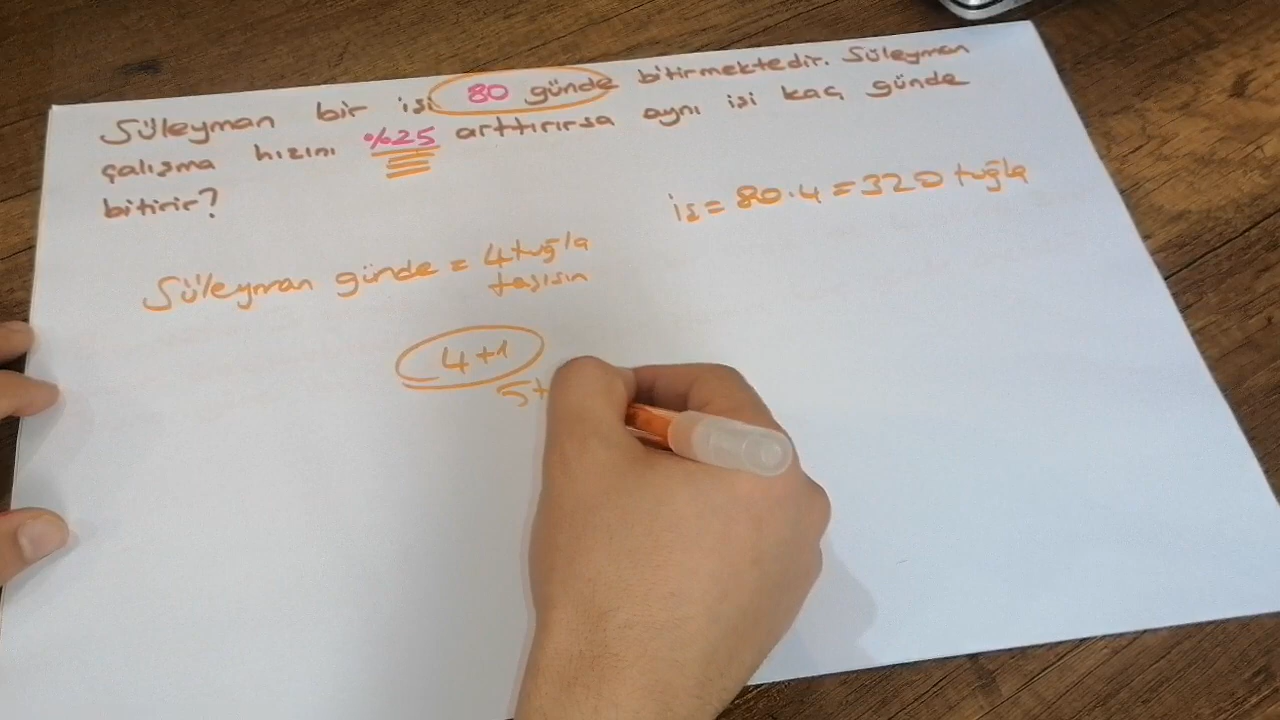 Süleyman bir işi 80 günde bitirmektedir. Süleyman
çalışma hızını %25 arttırırsa aynı işi kaç günde
bitirir?
iş = 80.4 = 320 tuğla
Süleyman günde = 4 tuğla
taşısın
4+1
5t